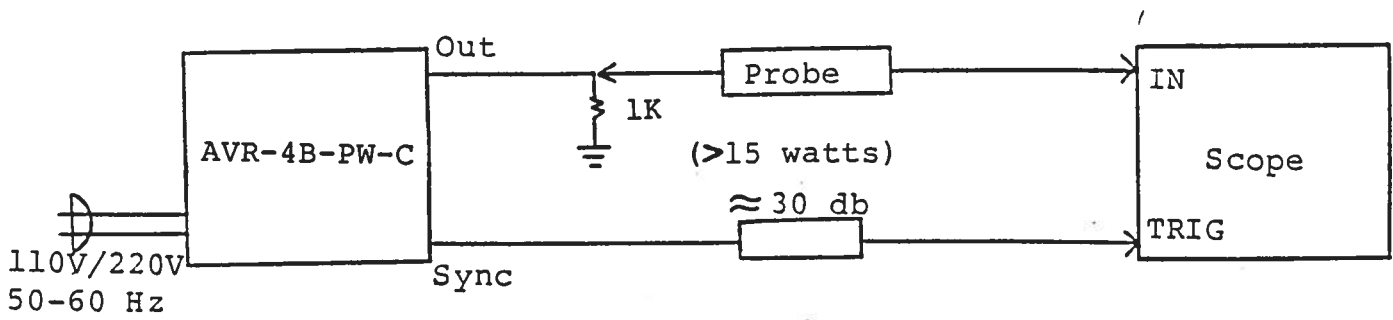 Out
Probe
IN
1K
AVR-4B-PW-C
(>15 watts)
Scope
≈ 30 db
TRIG
110V/220V
Sync
50-60 Hz